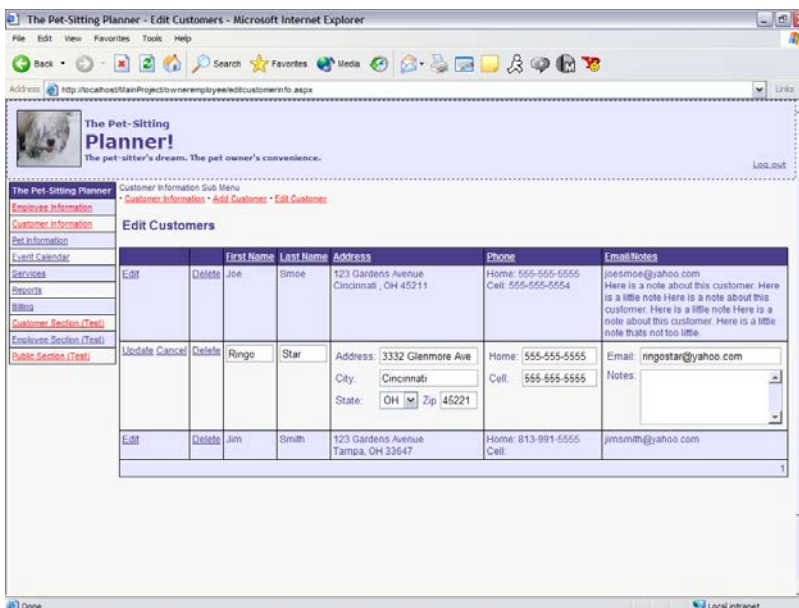 The Pet-Sitting Planner - Edit Customers - Microsoft Internet Explorer
File Edit View Favorites Tools Help
Back Search Favorites Media
Address http://localhost/MainProject/owneremployee/editcustomerinfo.aspx Links
The Pet-Sitting
Planner!
The pet-sitter's dream. The pet owner's convenience.
Log out
The Pet-Sitting Planner
Employee Information
Customer Information
Pet Information
Event Calendar
Services
Reports
Billing
Customer Section (Test)
Employee Section (Test)
Public Section (Test)
Customer Information Sub Menu
• Customer Information • Add Customer • Edit Customer
Edit Customers
First Name Last Name Address Phone Email/Notes
Edit Delete Joe Smoe 123 Gardens Avenue Home: 555-555-5555 joesmoe@yahoo.com
Cincinnati , OH 45211 Cell: 555-555-5554 Here is a note about this customer. Here
is a little note Here is a note about this
customer. Here is a little note Here is a
note about this customer. Here is a little
note thats not too little.
Update Cancel Delete Ringo Star Address: 3332 Glenmore Ave Home: 555-555-5555 Email: ringostar@yahoo.com
City: Cincinnati Cell: 555-555-5555 Notes:
State: OH Zip 45221
Edit Delete Jim Smith 123 Gardens Avenue Home: 813-991-5555 jimsmith@yahoo.com
Tampa, OH 33647 Cell:
1
Done Local intranet